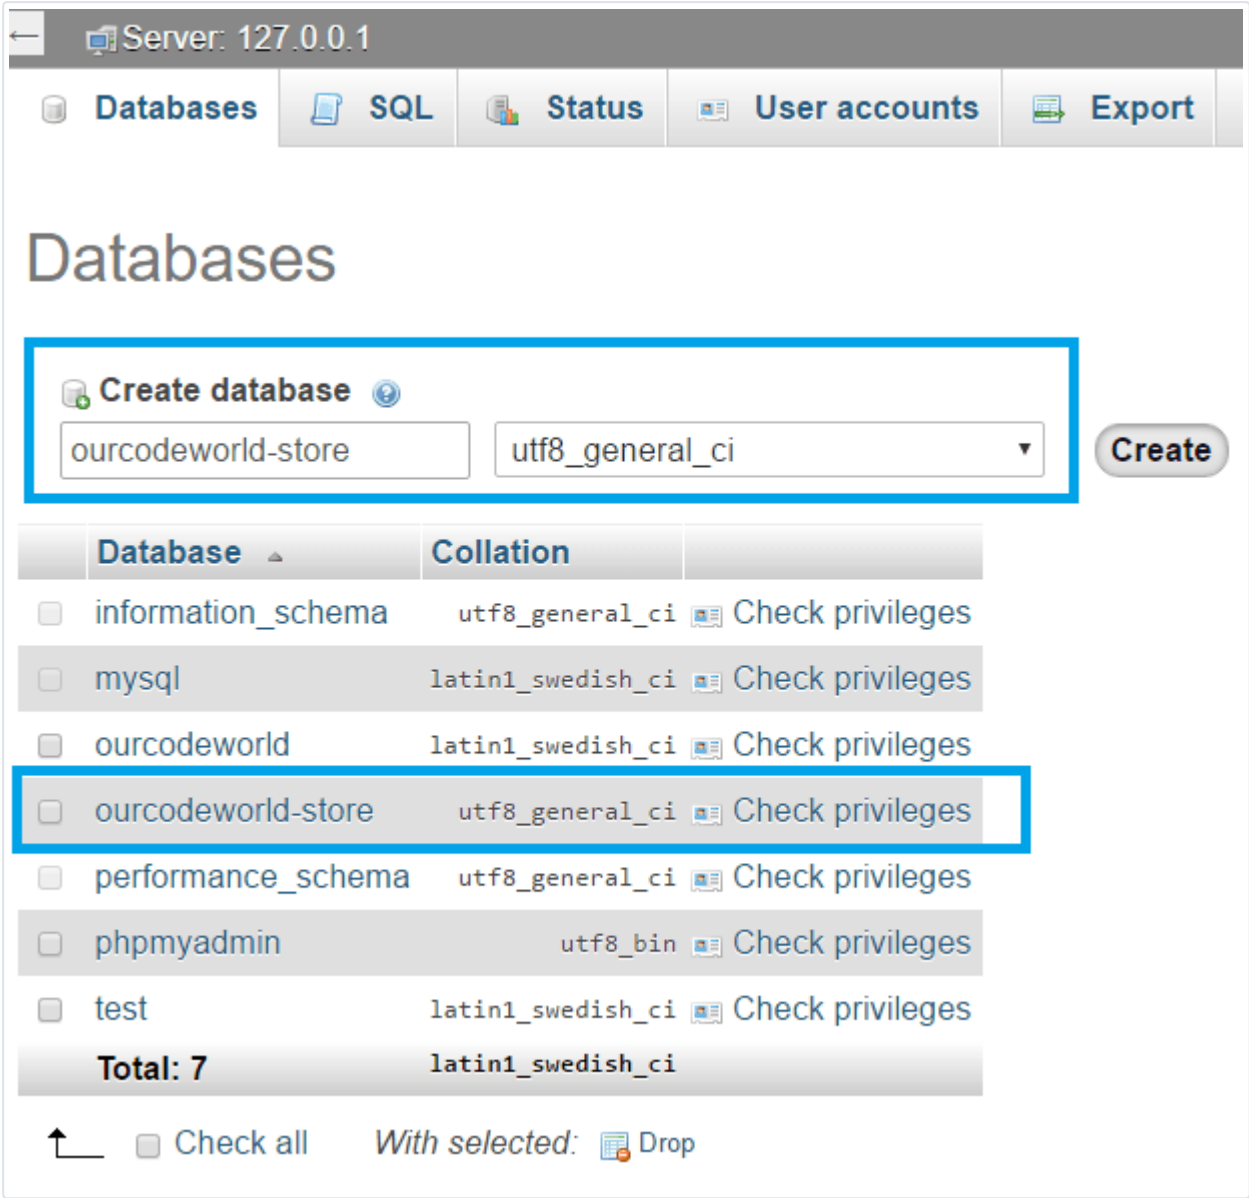 ← Server: 127.0.0.1
Databases SQL Status User accounts Export
Databases
Create database
ourcodeworld-store utf8_general_ci Create
Database Collation
information_schema utf8_general_ci Check privileges
mysql latin1_swedish_ci Check privileges
ourcodeworld latin1_swedish_ci Check privileges
ourcodeworld-store utf8_general_ci Check privileges
performance_schema utf8_general_ci Check privileges
phpmyadmin utf8_bin Check privileges
test latin1_swedish_ci Check privileges
Total: 7 latin1_swedish_ci
Check all With selected: Drop